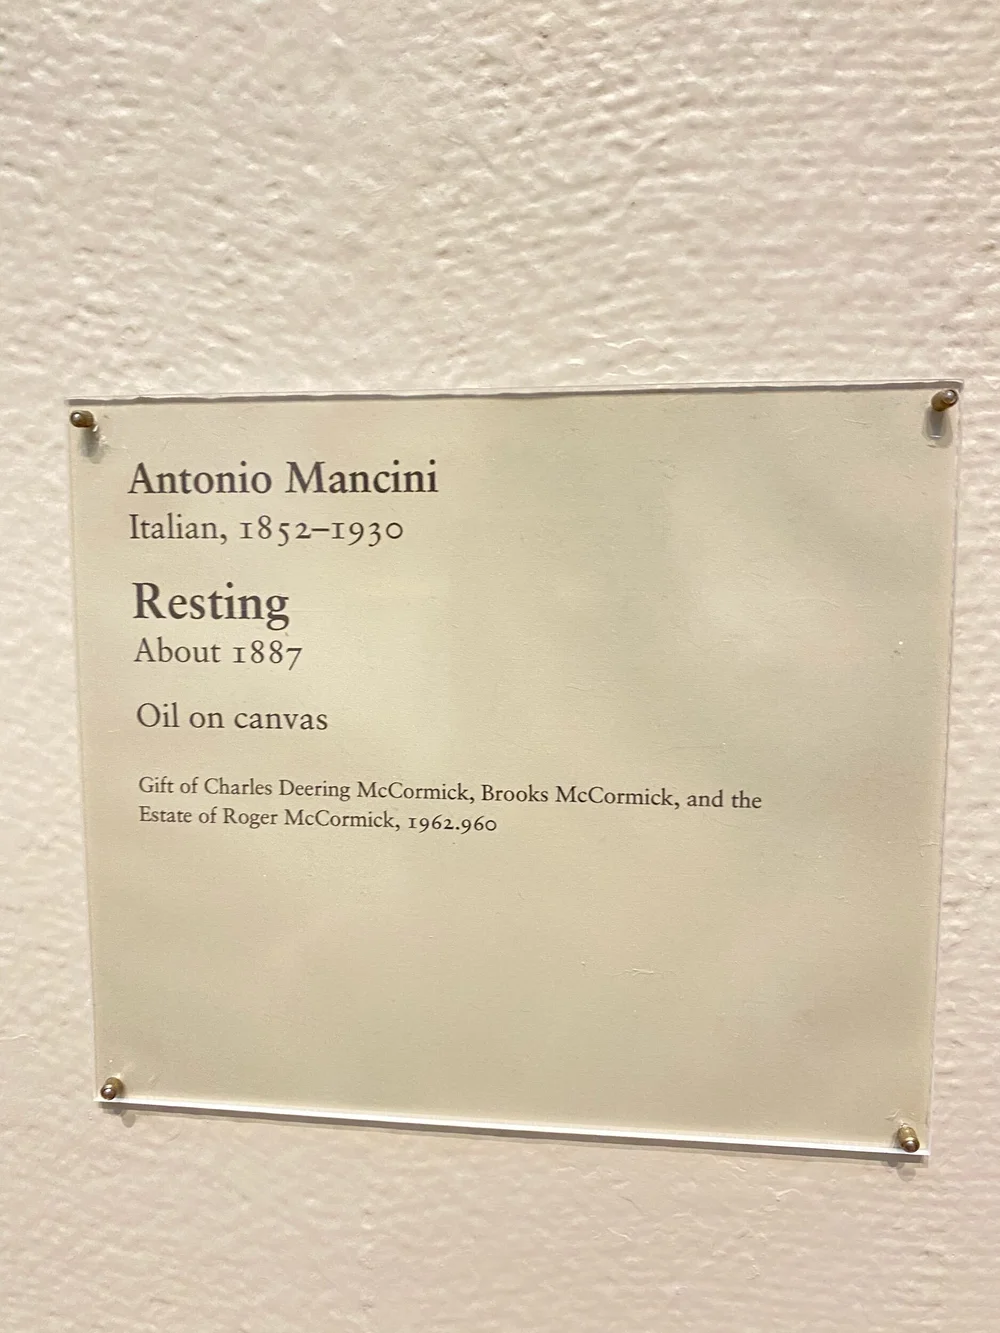 Antonio Mancini
Italian, 1852–1930
Resting
About 1887
Oil on canvas
Gift of Charles Deering McCormick, Brooks McCormick, and the
Estate of Roger McCormick, 1962.960